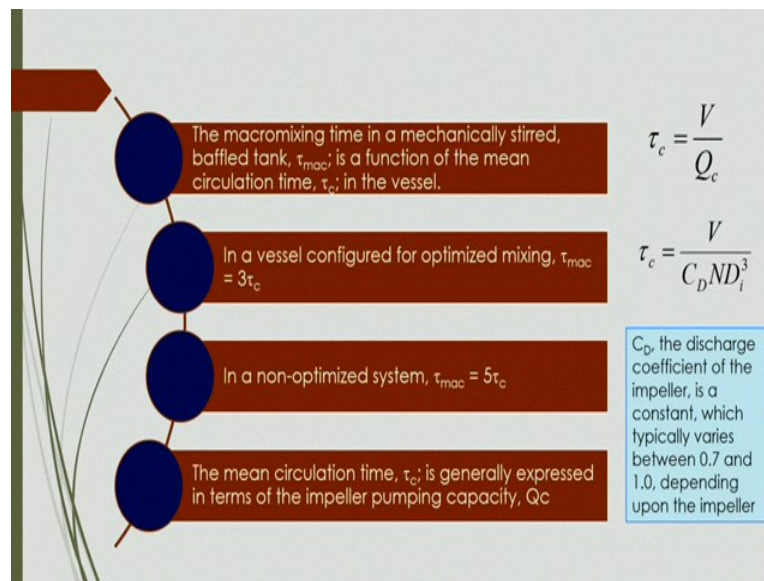 The macromixing time in a mechanically stirred,
baffled tank, τmac; is a function of the mean
circulation time, τc; in the vessel.
In a vessel configured for optimized mixing, τmac
= 3τc
In a non-optimized system, τmac = 5τc
The mean circulation time, τc; is generally expressed
in terms of the impeller pumping capacity, Qc
τc = V / Qc
τc = V / CD N Di^3
CD, the discharge
coefficient of the
impeller, is a
constant, which
typically varies
between 0.7 and
1.0, depending
upon the impeller